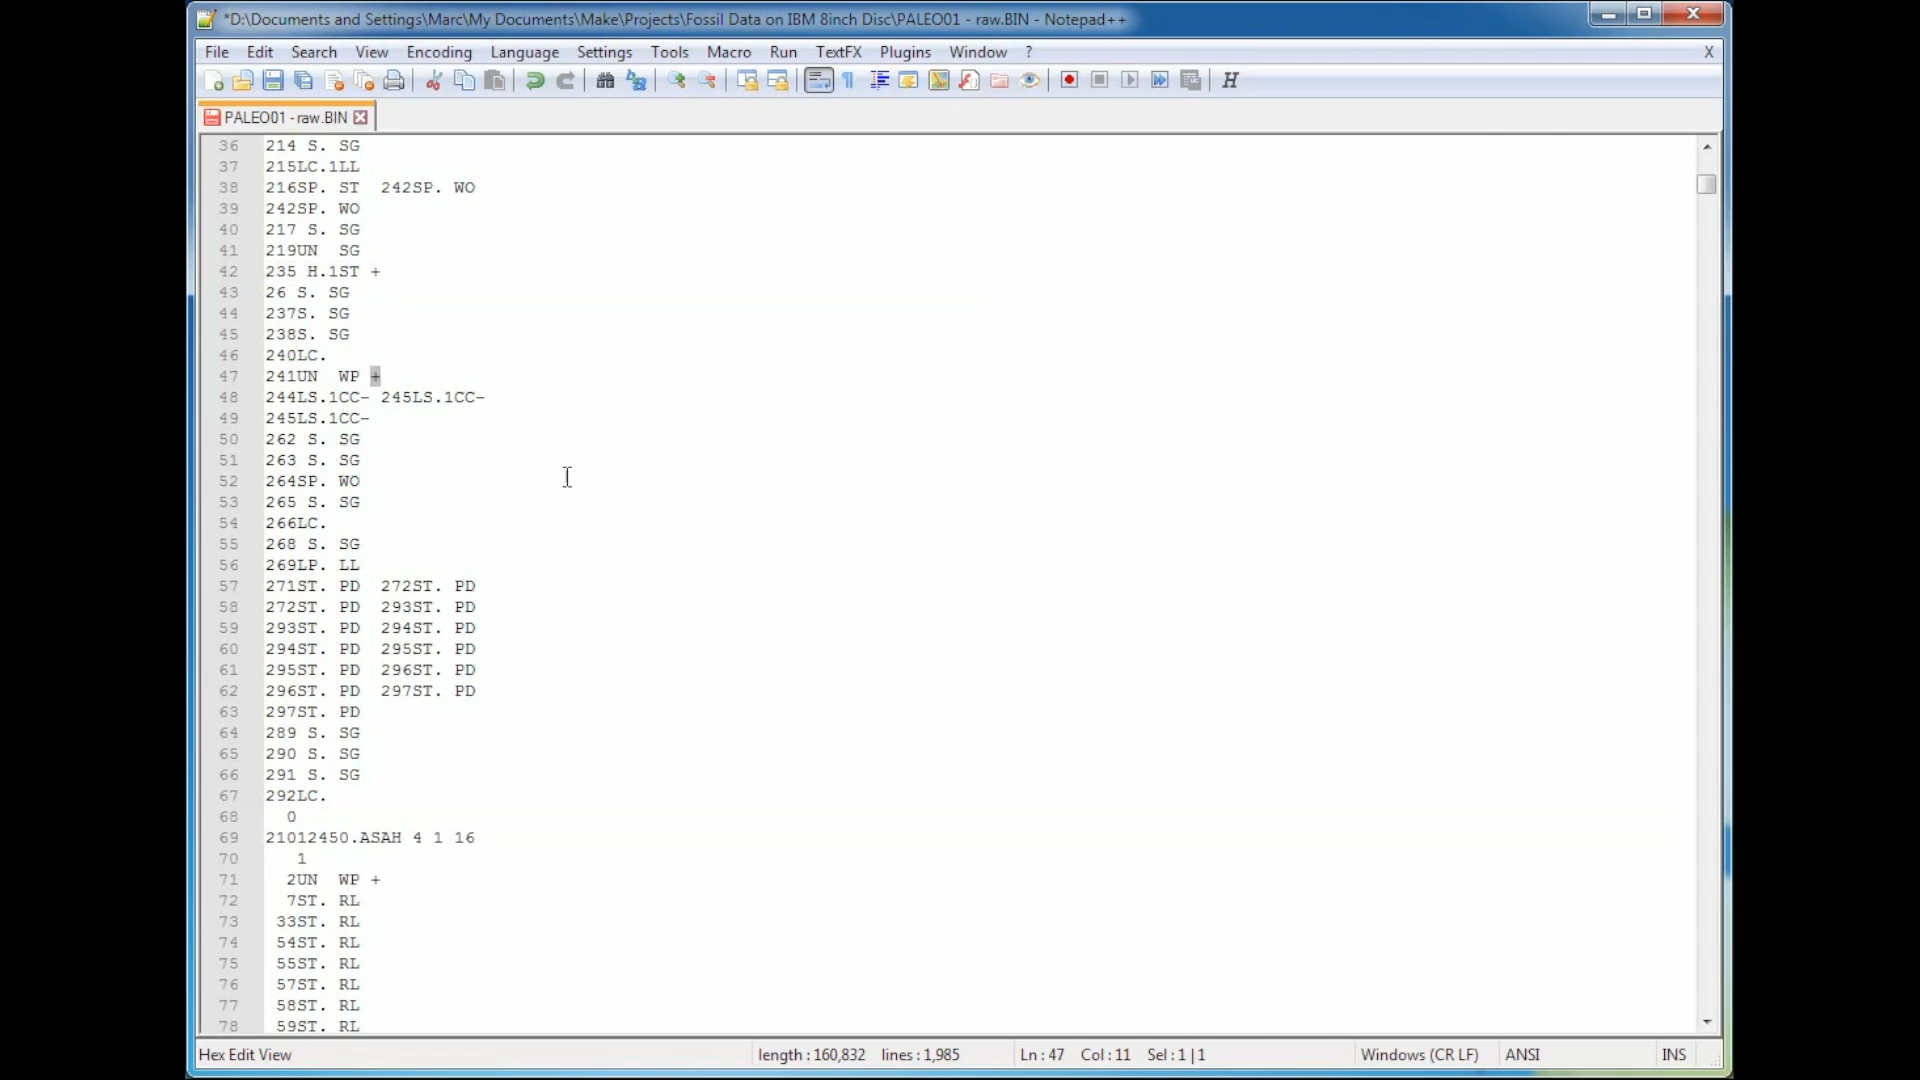 *D:\Documents and Settings\Marc\My Documents\Make\Projects\Fossil Data on IBM 8inch Disc\PALEO01 - raw.BIN - Notepad++
File Edit Search View Encoding Language Settings Tools Macro Run TextFX Plugins Window ? X
H
PALEO01 - raw.BIN
36 214 S. SG
37 215LC.1LL
38 216SP. ST  242SP. WO
39 242SP. WO
40 217 S. SG
41 219UN  SG
42 235 H.1ST +
43 26 S. SG
44 237S. SG
45 238S. SG
46 240LC.
47 241UN  WP +
48 244LS.1CC- 245LS.1CC-
49 245LS.1CC-
50 262 S. SG
51 263 S. SG
52 264SP. WO
53 265 S. SG
54 266LC.
55 268 S. SG
56 269LP. LL
57 271ST. PD  272ST. PD
58 272ST. PD  293ST. PD
59 293ST. PD  294ST. PD
60 294ST. PD  295ST. PD
61 295ST. PD  296ST. PD
62 296ST. PD  297ST. PD
63 297ST. PD
64 289 S. SG
65 290 S. SG
66 291 S. SG
67 292LC.
68   0
69 21012450.ASAH 4 1 16
70    1
71   2UN  WP +
72   7ST. RL
73  33ST. RL
74  54ST. RL
75  55ST. RL
76  57ST. RL
77  58ST. RL
78  59ST. RL
Hex Edit View length : 160,832 lines : 1,985 Ln : 47 Col : 11 Sel : 1 | 1 Windows (CR LF) ANSI INS